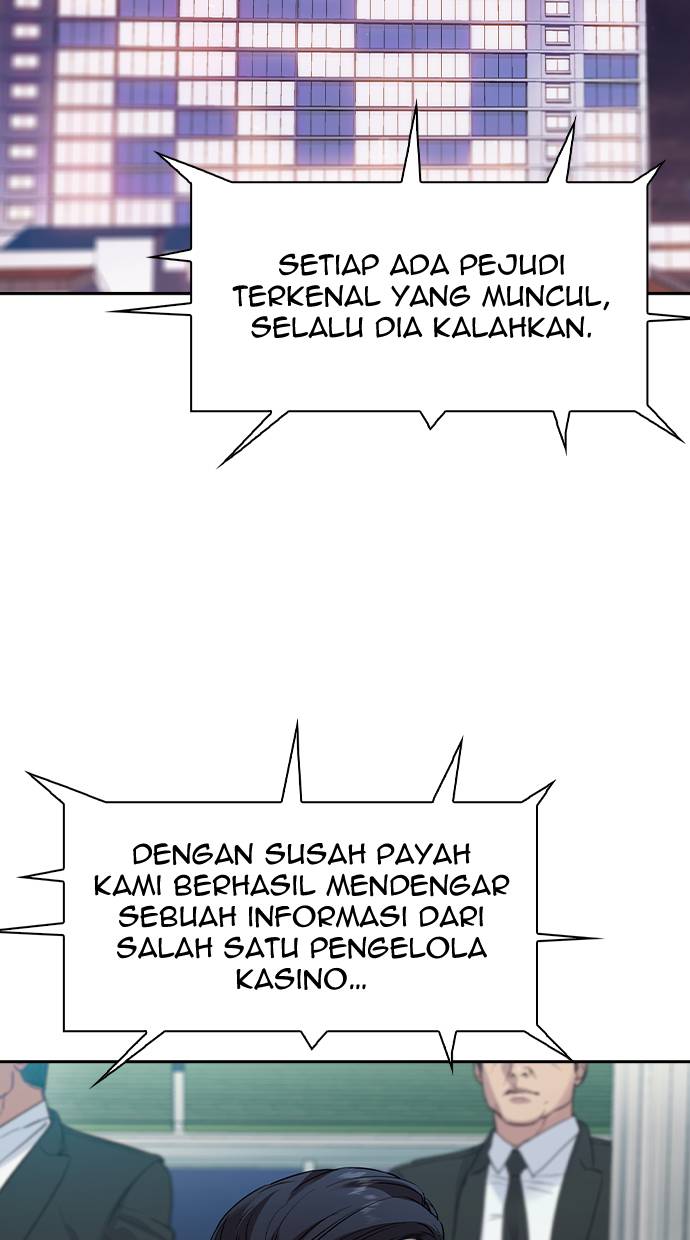 SETIAP ADA PEJUDI
TERKENAL YANG MUNCUL,
SELALU DIA KALAHKAN.
DENGAN SUSAH PAYAH
KAMI BERHASIL MENDENGAR
SEBUAH INFORMASI DARI
SALAH SATU PENGELOLA
KASINO...